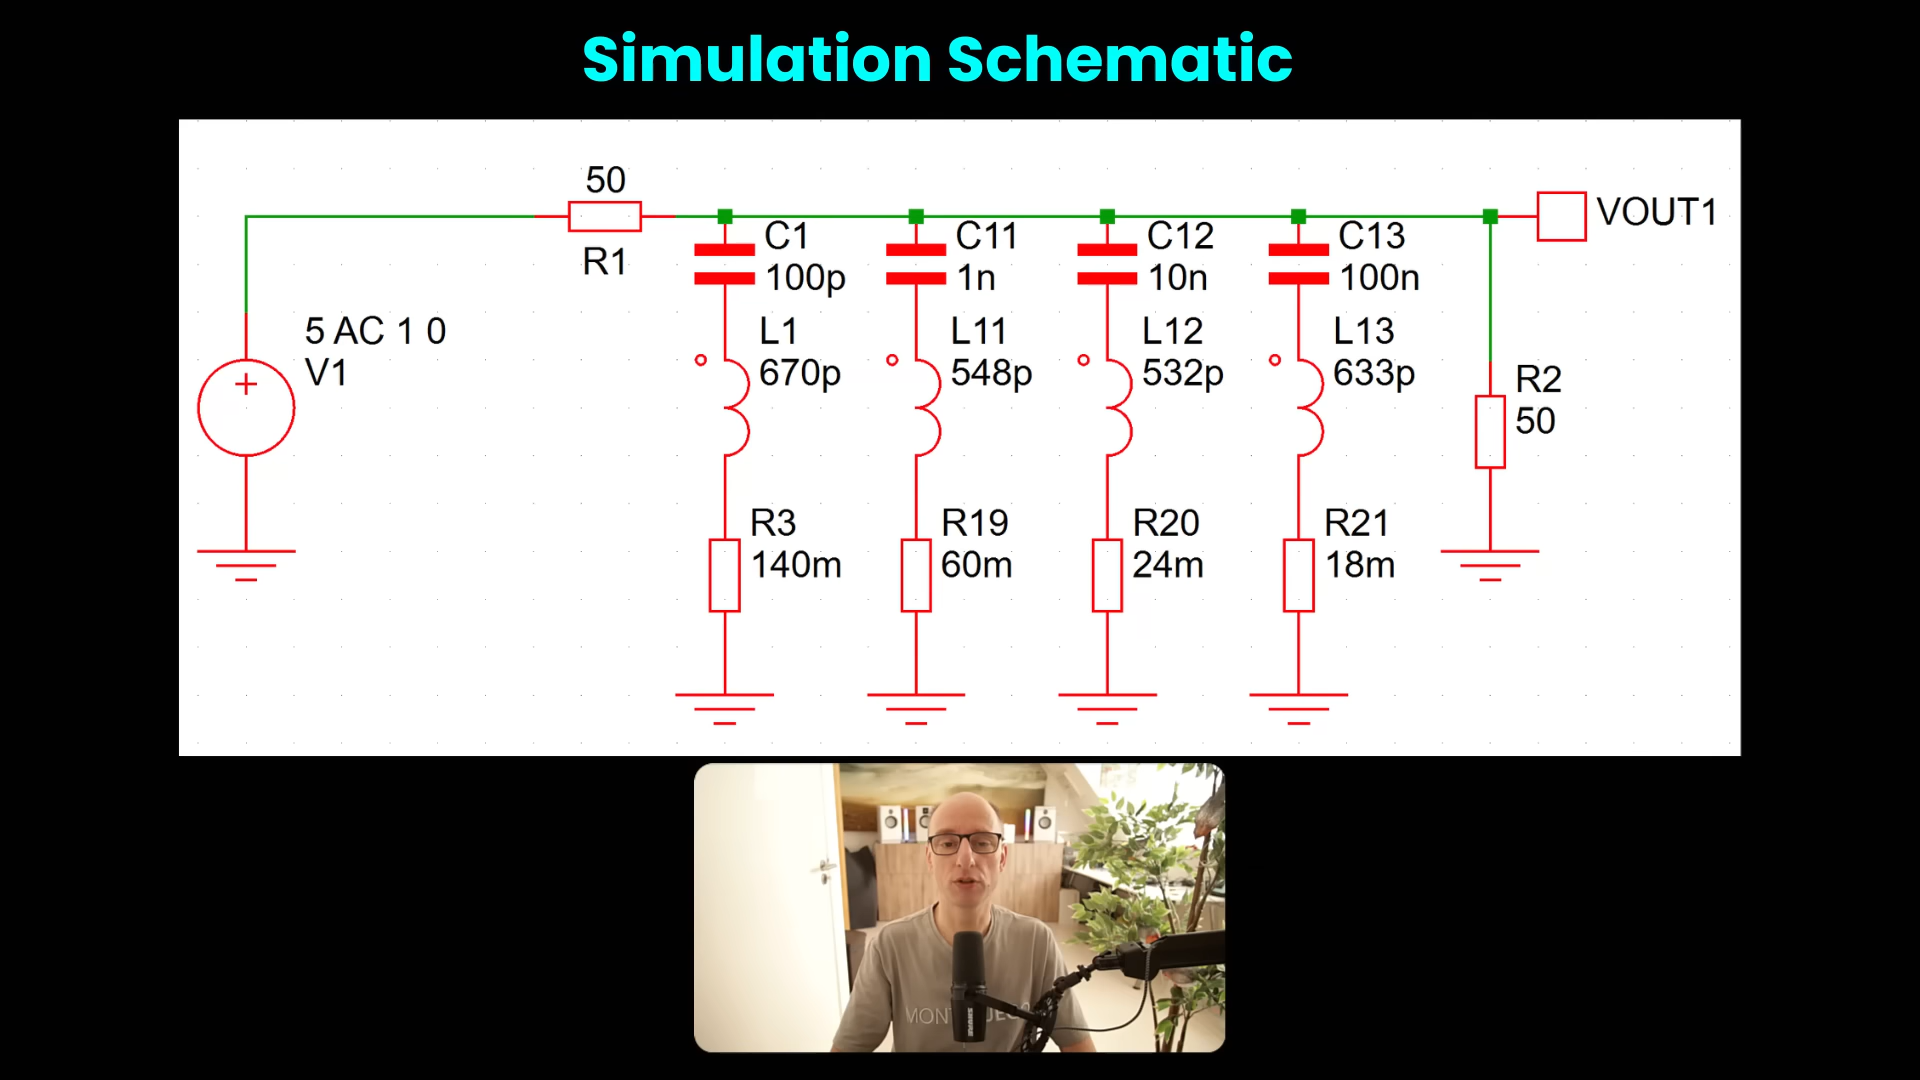 Simulation Schematic
50
R1
5 AC 1 0
V1
C1
100p
L1
670p
R3
140m
C11
1n
L11
548p
R19
60m
C12
10n
L12
532p
R20
24m
C13
100n
L13
633p
R21
18m
VOUT1
R2
50
SHURE